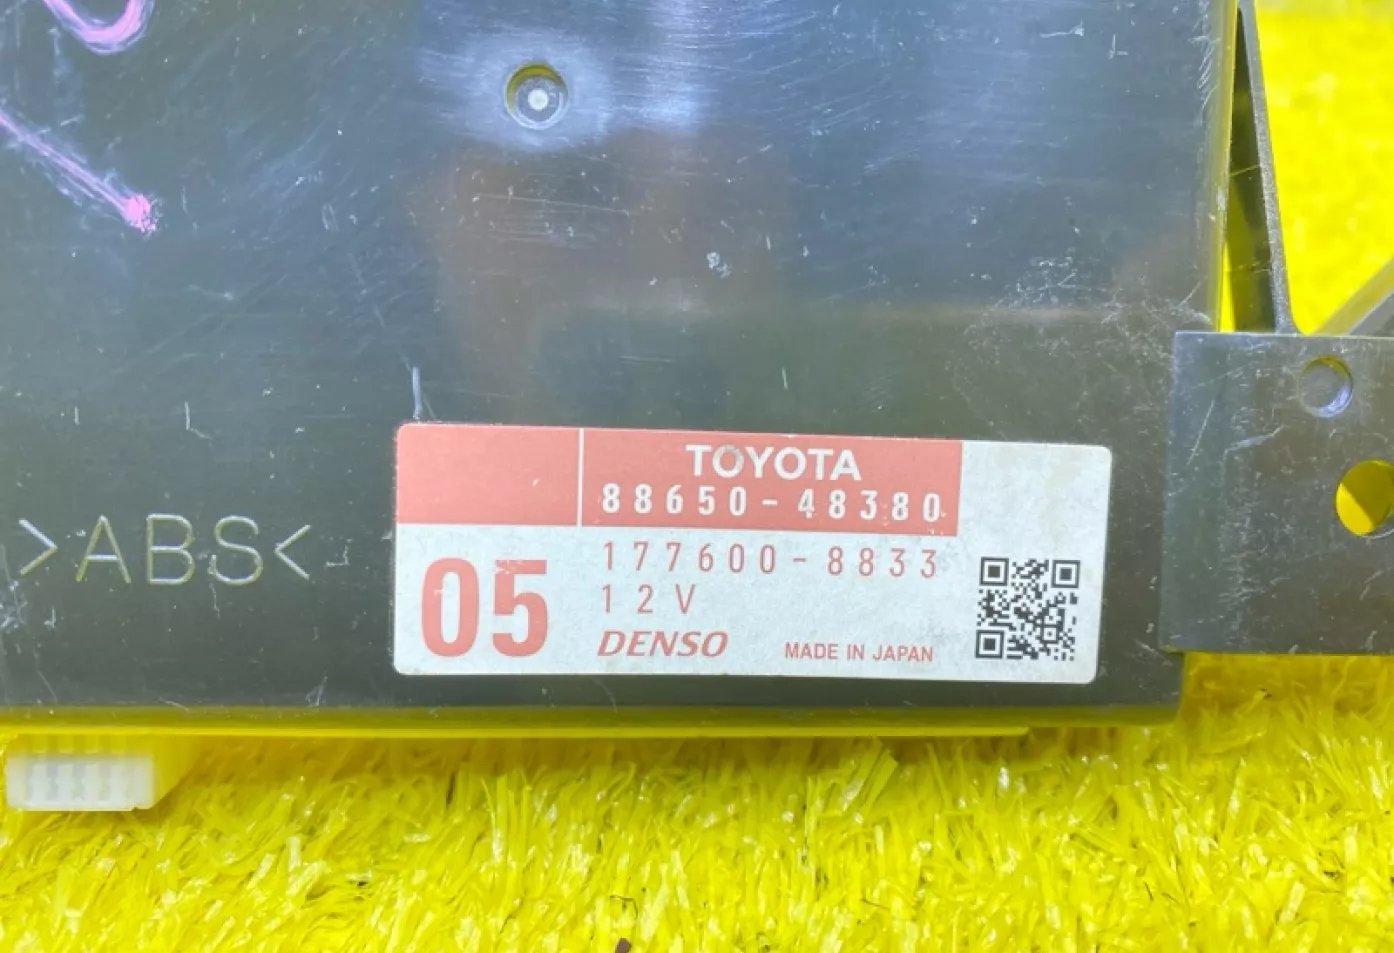 >ABS<
TOYOTA
88650-48380
05
177600-8833
12V
DENSO
MADE IN JAPAN